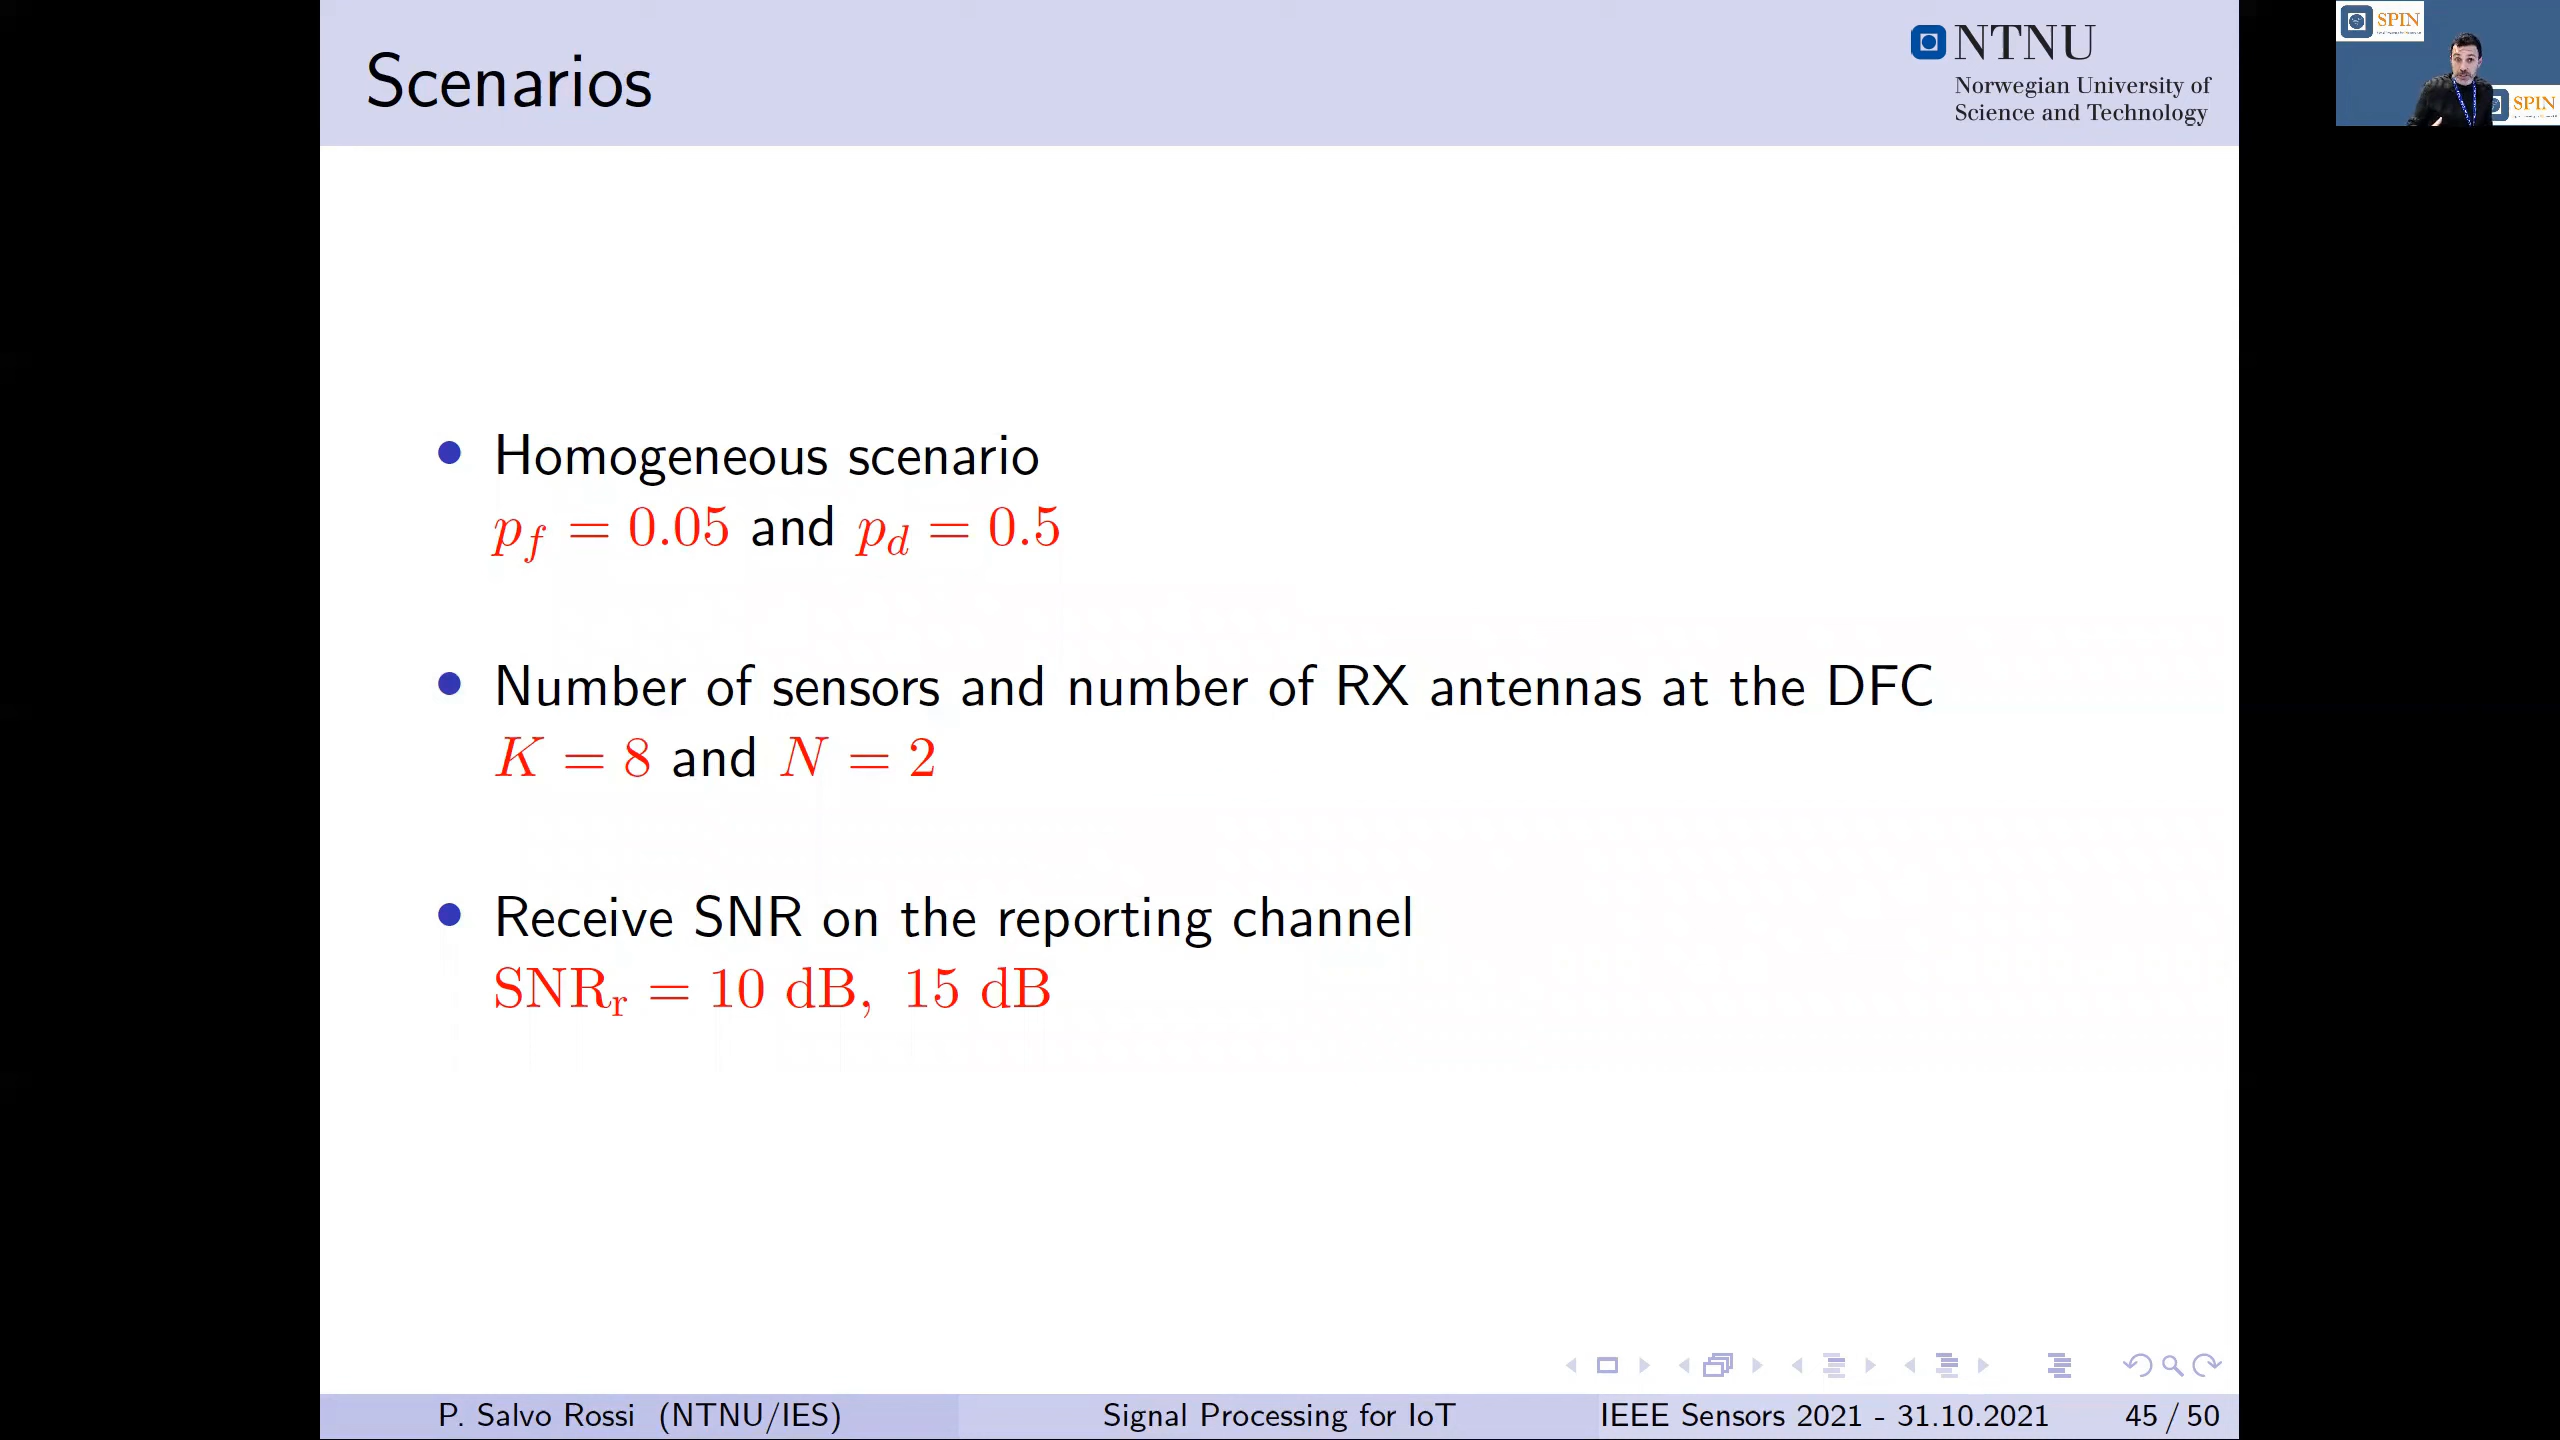 Scenarios
NTNU
Norwegian University of
Science and Technology
SPIN
SPIN
• Homogeneous scenario
p_f = 0.05 and p_d = 0.5
• Number of sensors and number of RX antennas at the DFC
K = 8 and N = 2
• Receive SNR on the reporting channel
SNR_r = 10 dB, 15 dB
P. Salvo Rossi (NTNU/IES)
Signal Processing for IoT
IEEE Sensors 2021 - 31.10.2021
45 / 50